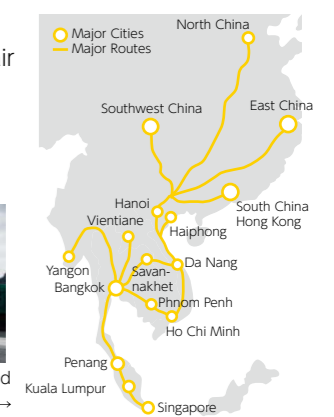 North China
Major Cities
Major Routes
ir
Southwest China
East China
South China
Hong Kong
Hanoi
Haiphong
Vientiane
Da Nang
Savan-
nakhet
Yangon
Bangkok
Phnom Penh
Ho Chi Minh
Penang
d
Kuala Lumpur
→
Singapore